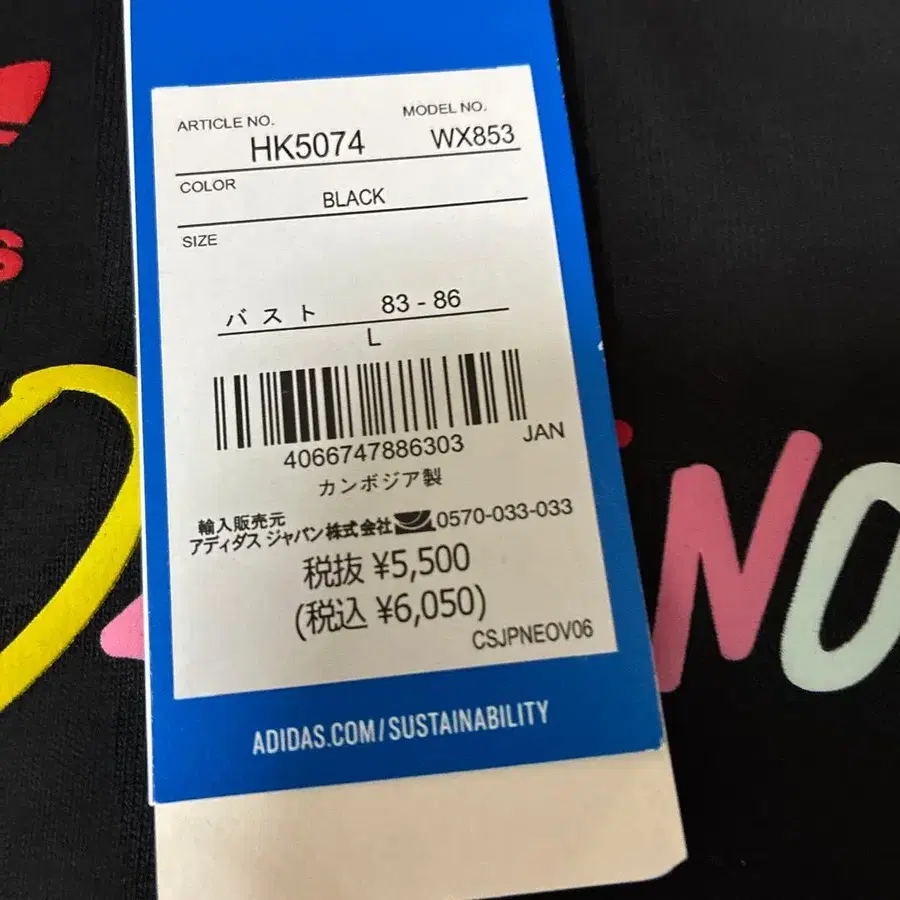 ARTICLE NO. MODEL NO.
HK5074 WX853
COLOR
BLACK
SIZE
バスト 83 - 86
L
4066747886303 JAN
カンボジア製
輸入販売元
アディダス ジャパン株式会社 0570-033-033
税抜 ¥5,500
(税込 ¥6,050)
CSJPNEOV06
ADIDAS.COM/SUSTAINABILITY
NO